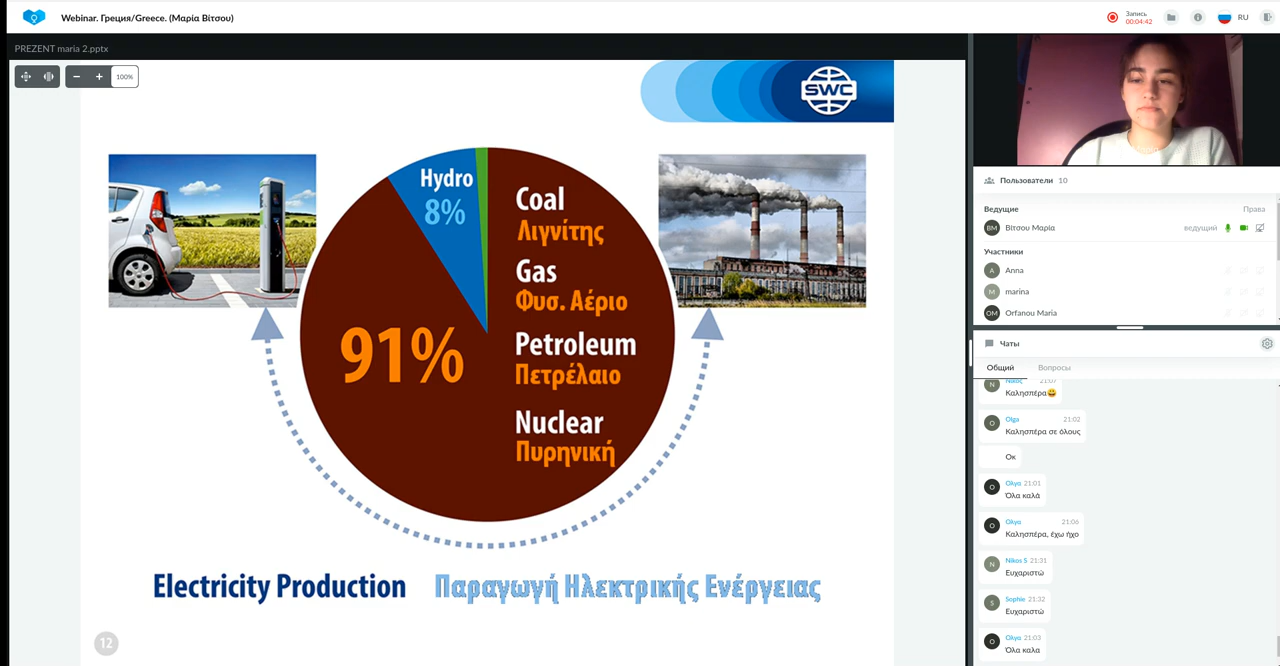 Webinar. Греция/Greece. (Μαρία Βίτσου)
Запись
00:04:42
RU
PREZENT maria 2.pptx
100%
SWC
Hydro
8%
91%
Coal
Λιγνίτης
Gas
Φυσ. Αέριο
Petroleum
Πετρέλαιο
Nuclear
Πυρηνική
Electricity Production Παραγωγή Ηλεκτρικής Ενέργειας
12
Пользователи 10
Ведущие Права
ΒΜ Βίτσου Μαρία ведущий
Участники
A Anna
M marina
OM Orfanou Maria
Чаты
Общий Вопросы
N Nikos 21:07
Καλησπέρα😃
O Olga 21:02
Καλησπέρα σε όλους
Οκ
O Olya 21:01
Όλα καλά
O Olya 21:06
Καλησπέρα, έχω ήχο
N Nikos S 21:31
Ευχαριστώ
S Sophie 21:32
Ευχαριστώ
O Olya 21:03
Όλα καλα